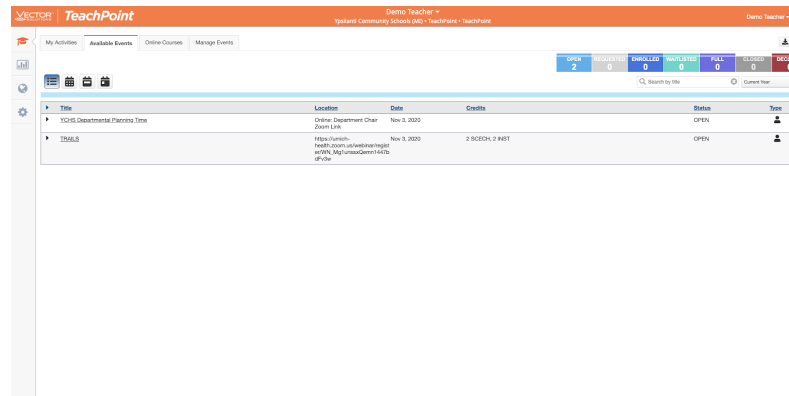 VECTOR SOLUTIONS TeachPoint
Demo Teacher
Ypsilanti Community Schools (MI) • TeachPoint • TeachPoint
Demo Teacher
My Activities Available Events Online Courses Manage Events
OPEN REQUESTED ENROLLED WAITLISTED FULL CLOSED
2 0 0 0 0 0
Search by title Current Year
Title Location Date Credits Status Type
YCHS Departmental Planning Time Online: Department Chair Nov 3, 2020 OPEN
Zoom Link
TRAILS https://umich- Nov 3, 2020 2 SCECH, 2 INST OPEN
health.zoom.us/webinar/regist
dFv3w